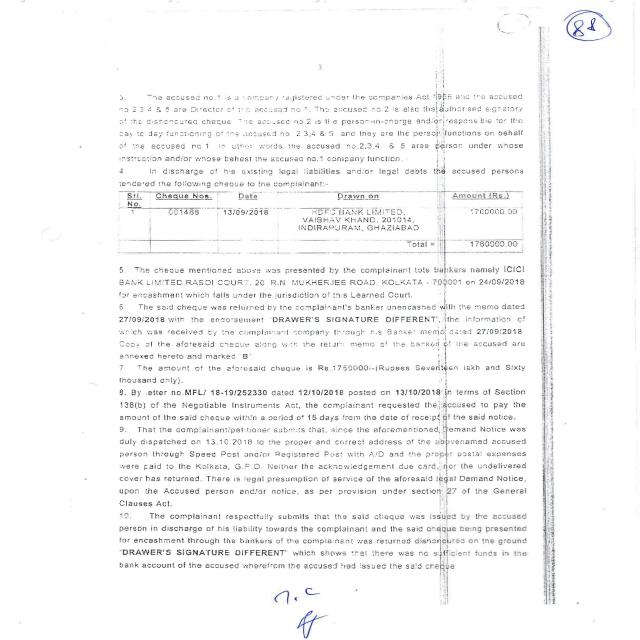 88
3
3. The accused no.1 is a company registered under the companies Act 1956 and the accused
no 2,3,4 & 5 are Director of the accused no 1. The accused no 2 is also the authorised signatory
of the dishonoured cheque. The accused no 2 is the person-in-charge and/or responsible for the
day to day functioning of the accused no. 2,3,4 & 5 and they are the person functions on behalf
of the accused no 1 In other words the accused no.2,3,4 & 5 area person under whose
instruction and/or whose behest the accused no.1 company function.
4 In discharge of his existing legal liabilities and/or legal debts the accused persons
tendered the following cheque to the complainant:-
Srl. No. Cheque Nos. Date Drawn on Amount (Rs.)
1 001465 13/09/2018 HDFC BANK LIMITED, 1760000.00
VAIBHAV KHAND, 201014,
INDIRAPURAM, GHAZIABAD
Total = 1760000.00
5. The cheque mentioned above was presented by the complainant tots bankers namely ICICI
BANK LIMITED RASOI COURT, 20 R.N MUKHERJEE ROAD, KOLKATA - 700001 on 24/09/2018
for encashment which falls under the jurisdiction of this Learned Court.
6 The said cheque was returned by the complainant's banker unencashed with the memo dated
27/09/2018 with the endorsement "DRAWER'S SIGNATURE DIFFERENT", the information of
which was received by the complainant company through his Banker memo dated 27/09/2018
Copy of the aforesaid cheque along with the return memo of the banker of the accused are
annexed hereto and marked "B"
7 The amount of the aforesaid cheque is Rs.1760000/-(Rupees Seventeen lakh and Sixty
thousand only).
8. By letter no.MFL/ 18-19/252330 dated 12/10/2018 posted on 13/10/2018 in terms of Section
138(b) of the Negotiable Instruments Act, the complainant requested the accused to pay the
amount of the said cheque within a period of 15 days from the date of receipt of the said notice.
9. That the complainant/petitioner submits that, since the aforementioned Demand Notice was
duly dispatched on 13.10.2018 to the proper and correct address of the abovenamed accused
person through Speed Post and/or Registered Post with A/D and the proper postal expenses
were paid to the Kolkata, G.P.O. Neither the acknowledgement due card, nor the undelivered
cover has returned. There is legal presumption of service of the aforesaid legal Demand Notice,
upon the Accused person and/or notice, as per provision under section 27 of the General
Clauses Act.
10. The complainant respectfully submits that the said cheque was issued by the accused
person in discharge of his liability towards the complainant and the said cheque being presented
for encashment through the bankers of the complainant was returned dishonoured on the ground
"DRAWER'S SIGNATURE DIFFERENT" which shows that there was no sufficient funds in the
bank account of the accused wherefrom the accused had issued the said cheque